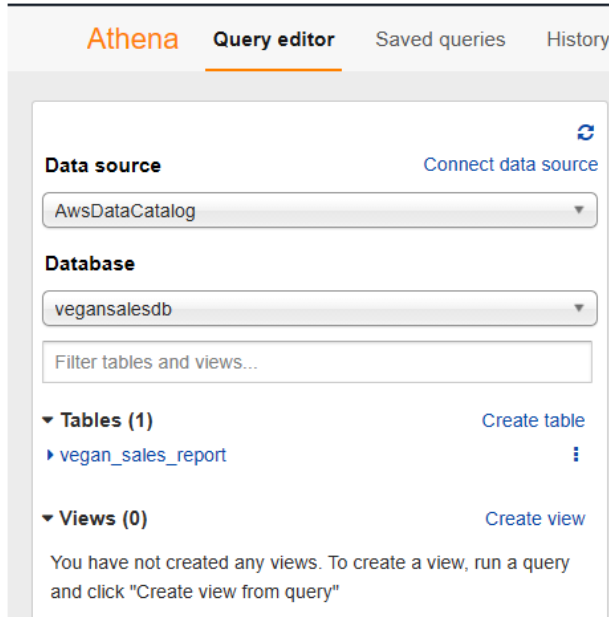 Athena Query editor Saved queries History
Data source Connect data source
AwsDataCatalog
Database
vegansalesdb
Filter tables and views...
Tables (1) Create table
vegan_sales_report
Views (0) Create view
You have not created any views. To create a view, run a query
and click "Create view from query"